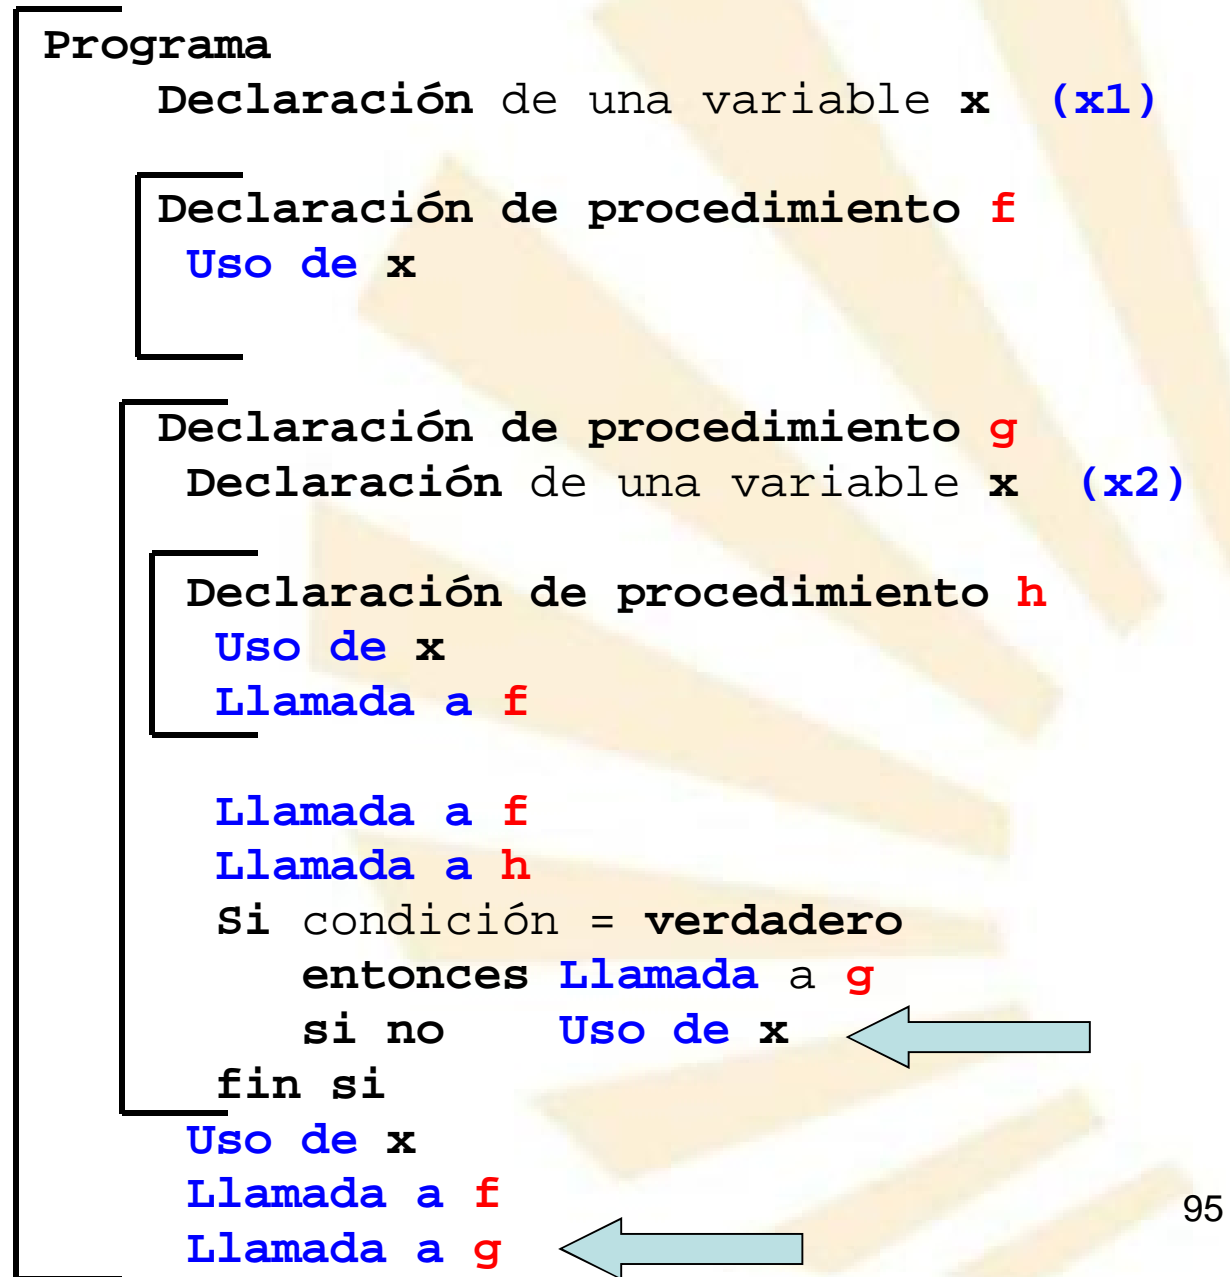 Programa
Declaración de una variable x (x1)
Declaración de procedimiento f
Uso de x
Declaración de procedimiento g
Declaración de una variable x (x2)
Declaración de procedimiento h
Uso de x
Llamada a f
Llamada a f
Llamada a h
Si condición = verdadero
entonces Llamada a g
si no Uso de x
fin si
Uso de x
Llamada a f
95
Llamada a g